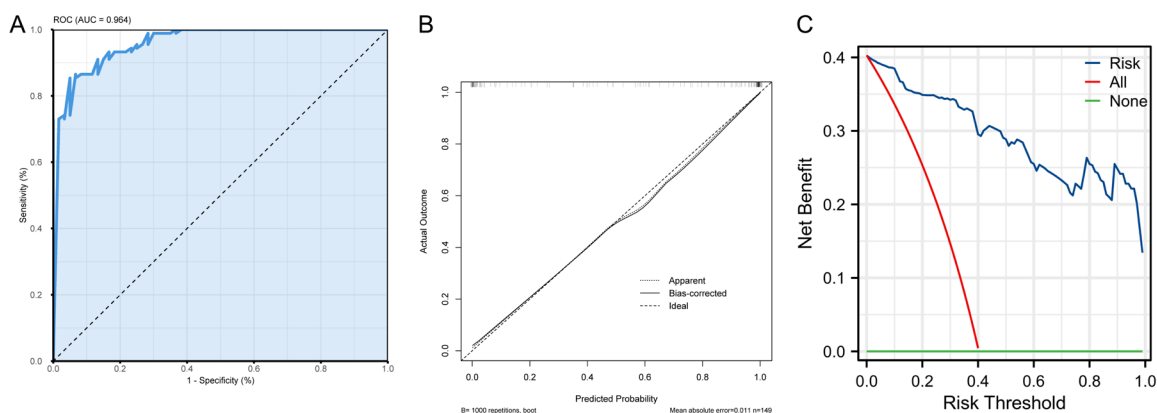 A
ROC (AUC = 0.964)
1.0
0.8
0.6
0.4
0.2
0.0
Sensitivity (%)
0.0 0.2 0.4 0.6 0.8 1.0
1 - Specificity (%)
B
1.0
0.8
0.6
0.4
0.2
0.0
Actual Outcome
Apparent
Bias-corrected
Ideal
0.0 0.2 0.4 0.6 0.8 1.0
Predicted Probability
B= 1000 repetitions, boot
Mean absolute error=0.011 n=149
C
0.4
0.3
0.2
0.1
0.0
Net Benefit
Risk
All
None
0.0 0.2 0.4 0.6 0.8 1.0
Risk Threshold